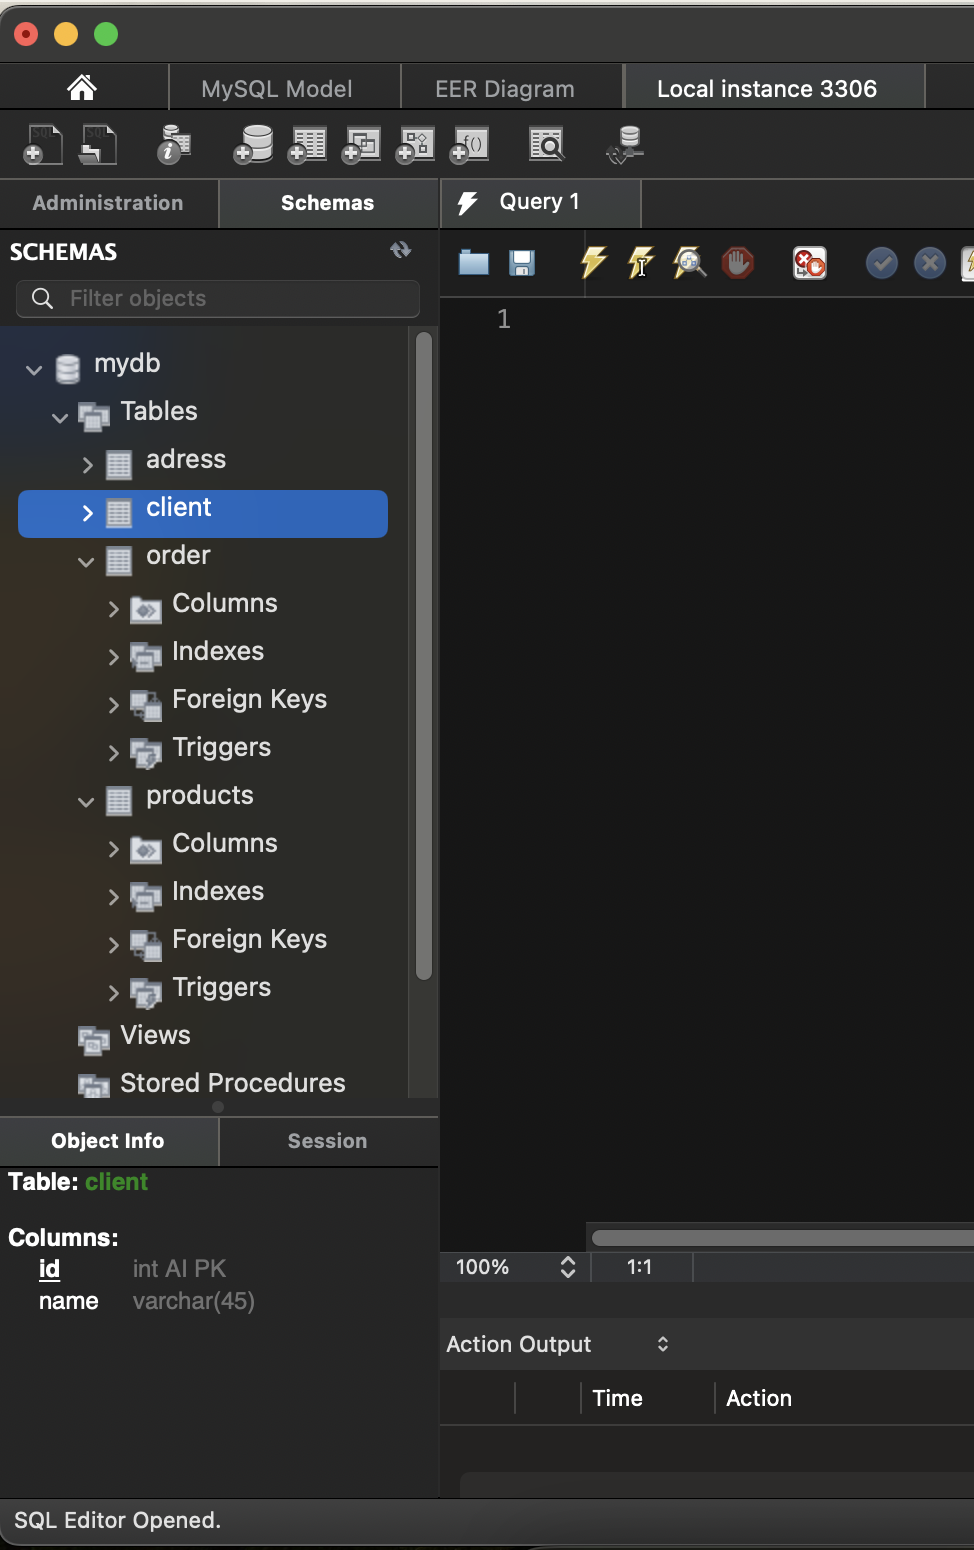 MySQL Model
EER Diagram
Local instance 3306
SQL
SQL
i
f()
Administration
Schemas
Query 1
SCHEMAS
Filter objects
1
mydb
Tables
adress
client
order
Columns
Indexes
Foreign Keys
Triggers
products
Columns
Indexes
Foreign Keys
Triggers
Views
Stored Procedures
Object Info
Session
Table: client
Columns:
id int AI PK
name varchar(45)
100%
1:1
Action Output
Time
Action
SQL Editor Opened.